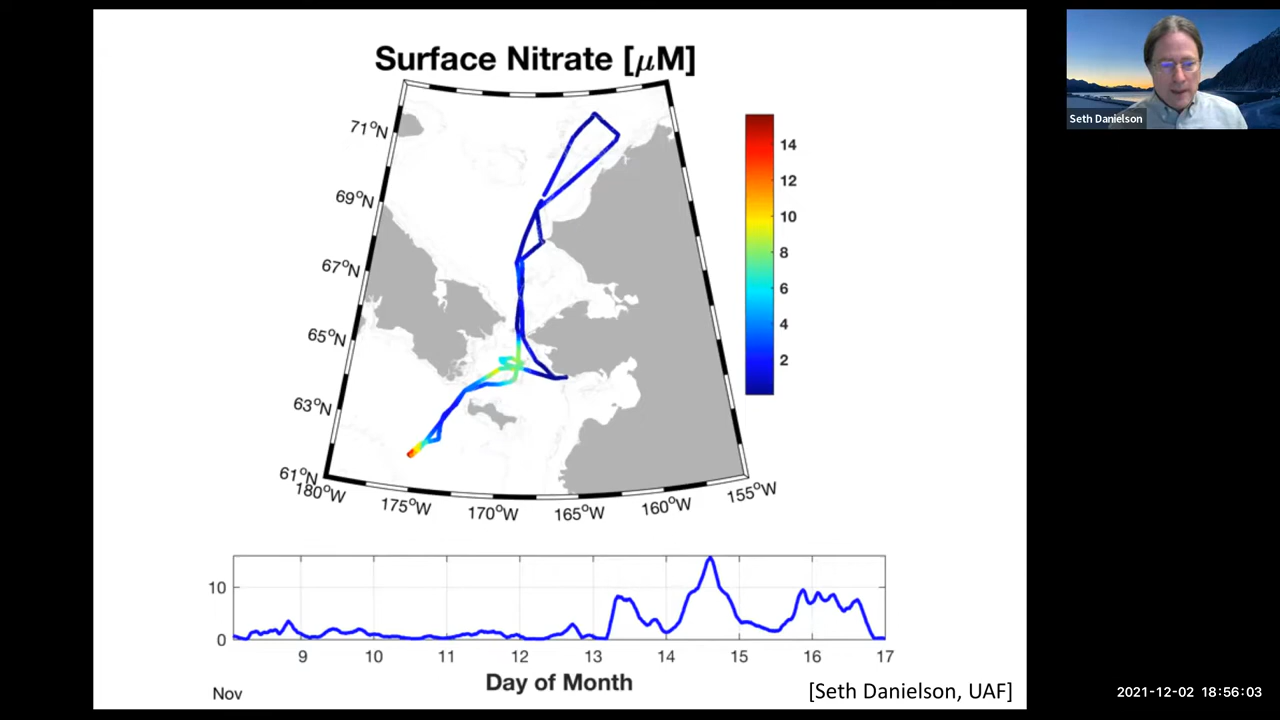 Surface Nitrate [μM]
71°N
69°N
67°N
65°N
63°N
61°N
180°W
175°W
170°W
165°W
160°W
155°W
14
12
10
8
6
4
2
10
0
9 10 11 12 13 14 15 16 17
Day of Month
Nov
[Seth Danielson, UAF]
Seth Danielson
2021-12-02 18:56:03